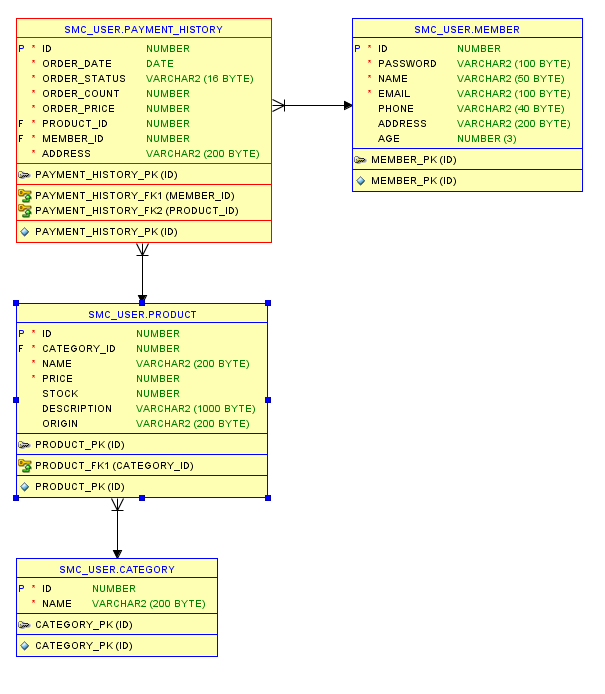 SMC_USER.PAYMENT_HISTORY
P * ID NUMBER
* ORDER_DATE DATE
* ORDER_STATUS VARCHAR2 (16 BYTE)
* ORDER_COUNT NUMBER
* ORDER_PRICE NUMBER
F * PRODUCT_ID NUMBER
F * MEMBER_ID NUMBER
* ADDRESS VARCHAR2 (200 BYTE)
PAYMENT_HISTORY_PK (ID)
PAYMENT_HISTORY_FK1 (MEMBER_ID)
PAYMENT_HISTORY_FK2 (PRODUCT_ID)
PAYMENT_HISTORY_PK (ID)
SMC_USER.MEMBER
P * ID NUMBER
* PASSWORD VARCHAR2 (100 BYTE)
* NAME VARCHAR2 (50 BYTE)
* EMAIL VARCHAR2 (100 BYTE)
PHONE VARCHAR2 (40 BYTE)
ADDRESS VARCHAR2 (200 BYTE)
AGE NUMBER (3)
MEMBER_PK (ID)
MEMBER_PK (ID)
SMC_USER.PRODUCT
P * ID NUMBER
F * CATEGORY_ID NUMBER
* NAME VARCHAR2 (200 BYTE)
* PRICE NUMBER
STOCK NUMBER
DESCRIPTION VARCHAR2 (1000 BYTE)
ORIGIN VARCHAR2 (200 BYTE)
PRODUCT_PK (ID)
PRODUCT_FK1 (CATEGORY_ID)
PRODUCT_PK (ID)
SMC_USER.CATEGORY
P * ID NUMBER
* NAME VARCHAR2 (200 BYTE)
CATEGORY_PK (ID)
CATEGORY_PK (ID)